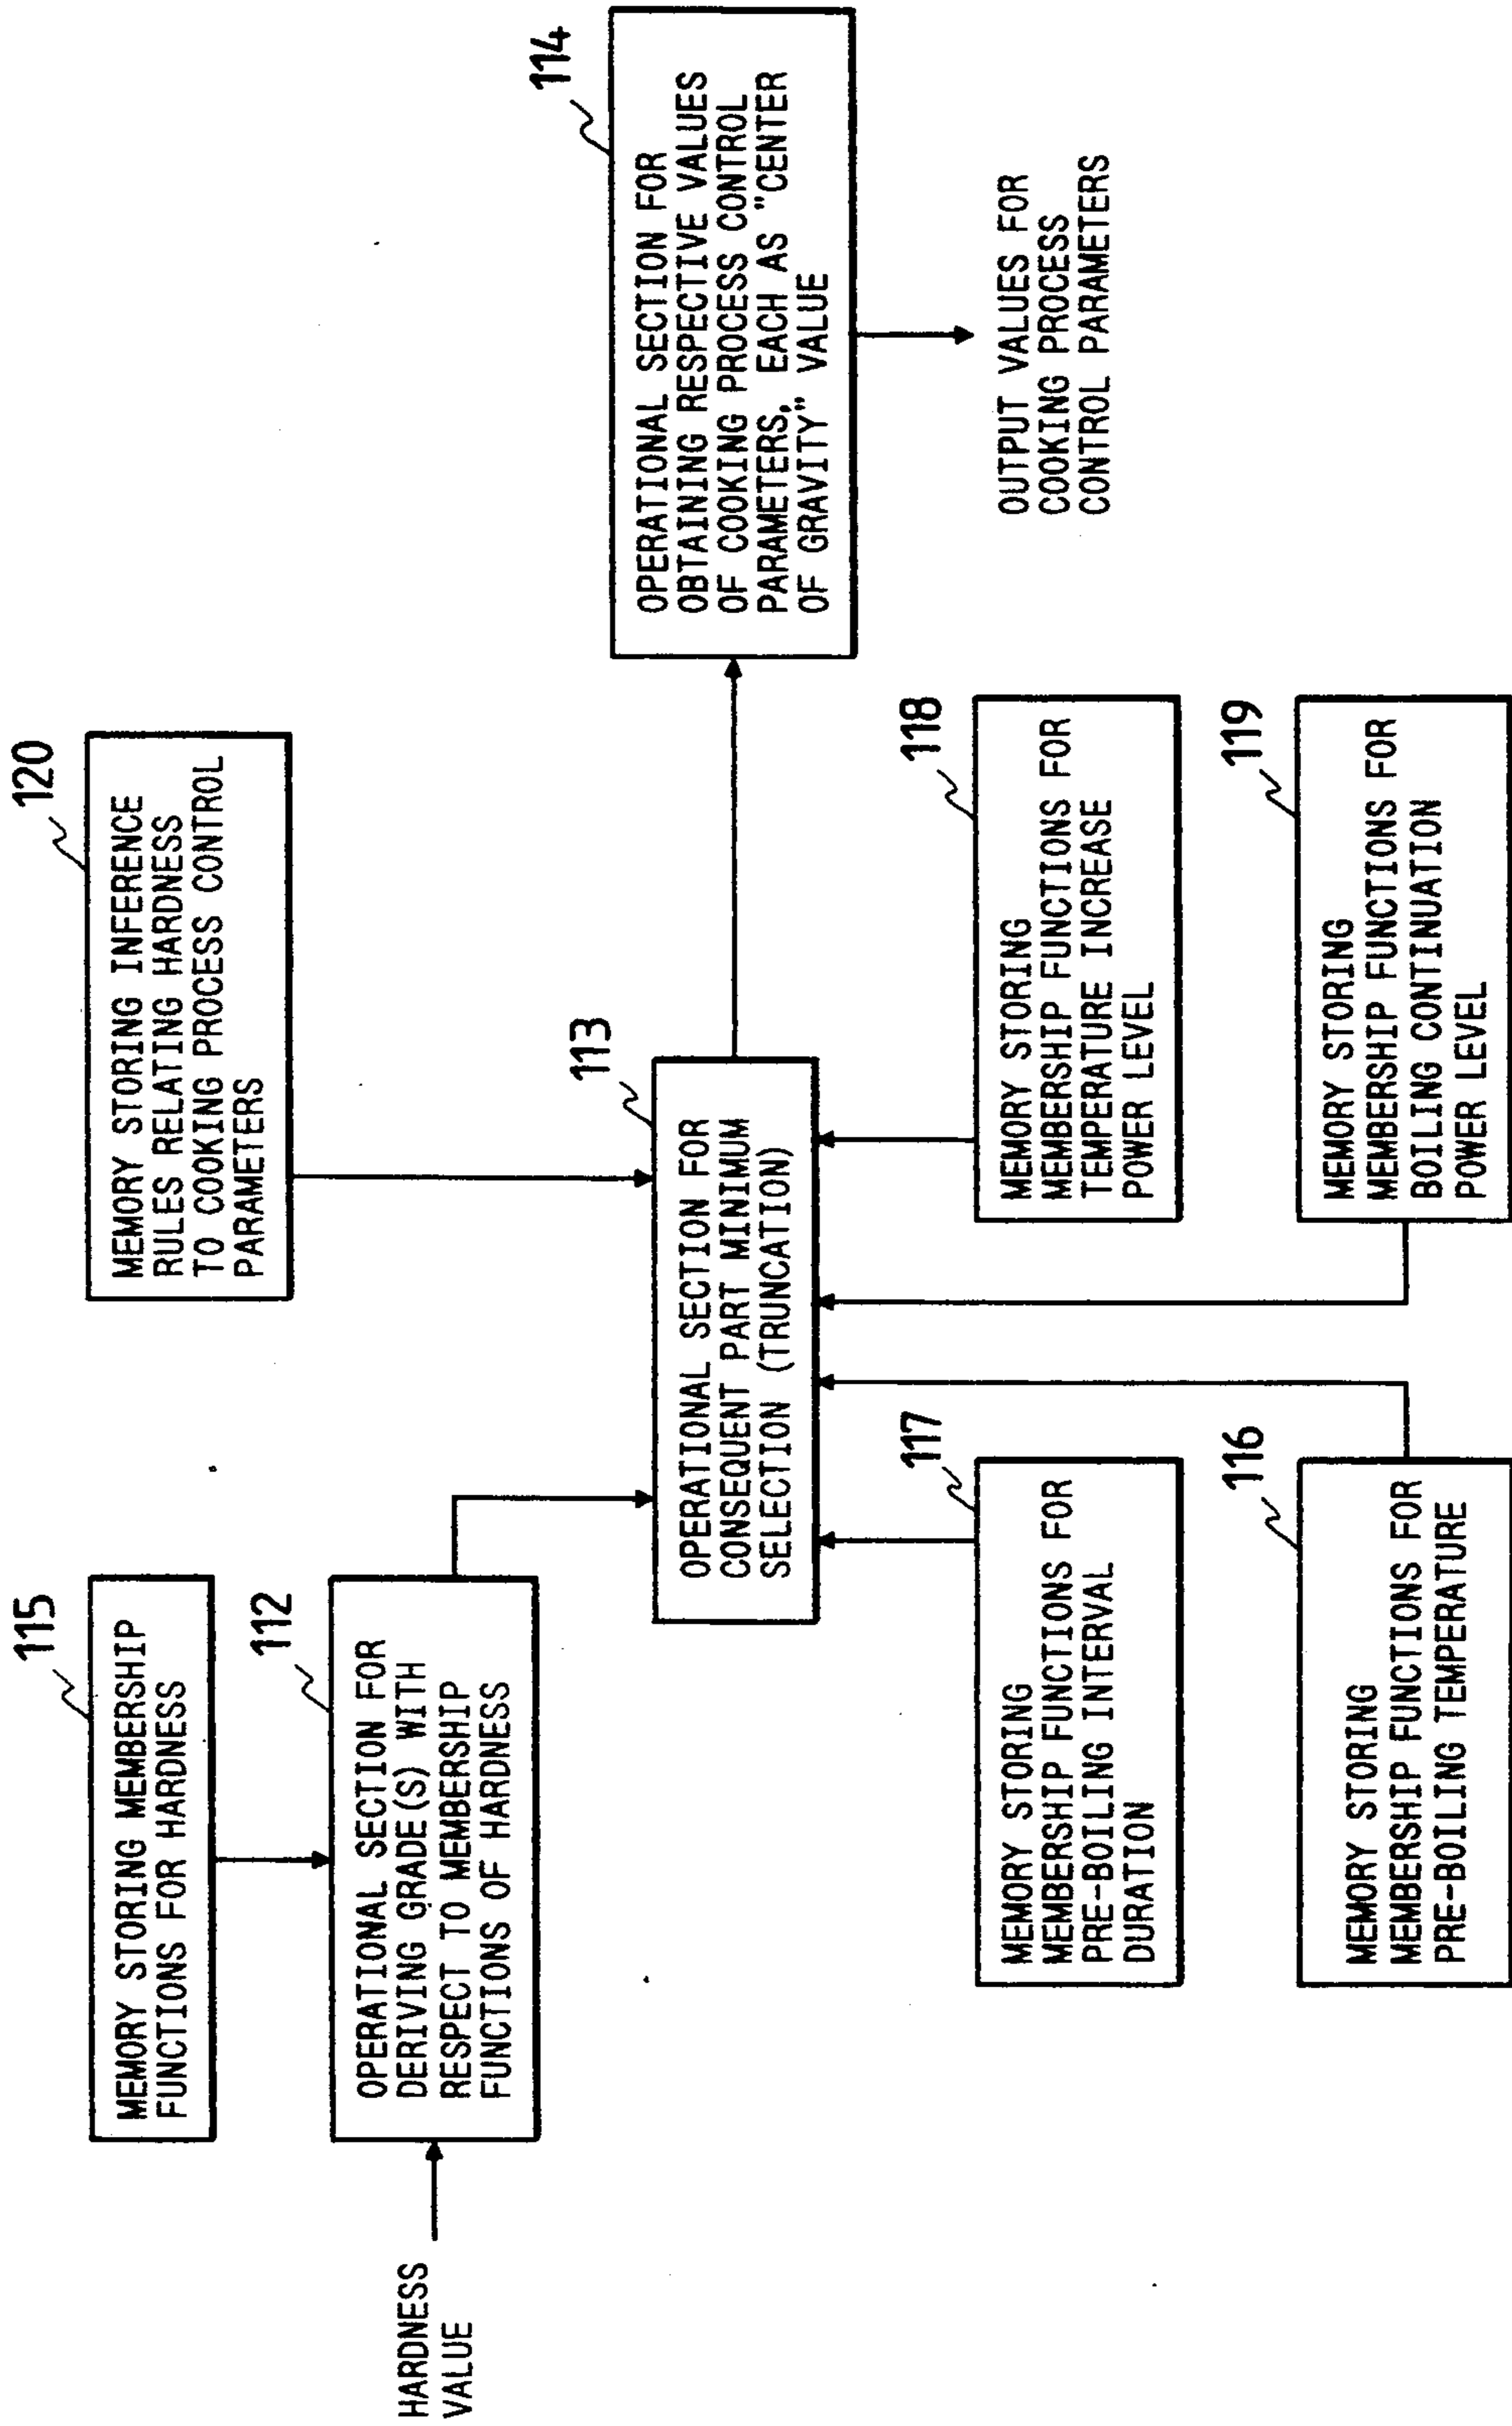 115
MEMORY STORING MEMBERSHIP
FUNCTIONS FOR HARDNESS
120
MEMORY STORING INFERENCE
RULES RELATING HARDNESS
TO COOKING PROCESS CONTROL
PARAMETERS
HARDNESS
VALUE
112
OPERATIONAL SECTION FOR
DERIVING GRADE(S) WITH
RESPECT TO MEMBERSHIP
FUNCTIONS OF HARDNESS
113
OPERATIONAL SECTION FOR
CONSEQUENT PART MINIMUM
SELECTION (TRUNCATION)
114
OPERATIONAL SECTION FOR
OBTAINING RESPECTIVE VALUES
OF COOKING PROCESS CONTROL
PARAMETERS, EACH AS "CENTER
OF GRAVITY" VALUE
OUTPUT VALUES FOR
COOKING PROCESS
CONTROL PARAMETERS
117
MEMORY STORING
MEMBERSHIP FUNCTIONS FOR
PRE-BOILING INTERVAL
DURATION
118
MEMORY STORING
MEMBERSHIP FUNCTIONS FOR
TEMPERATURE INCREASE
POWER LEVEL
116
MEMORY STORING
MEMBERSHIP FUNCTIONS FOR
PRE-BOILING TEMPERATURE
119
MEMORY STORING
MEMBERSHIP FUNCTIONS FOR
BOILING CONTINUATION
POWER LEVEL